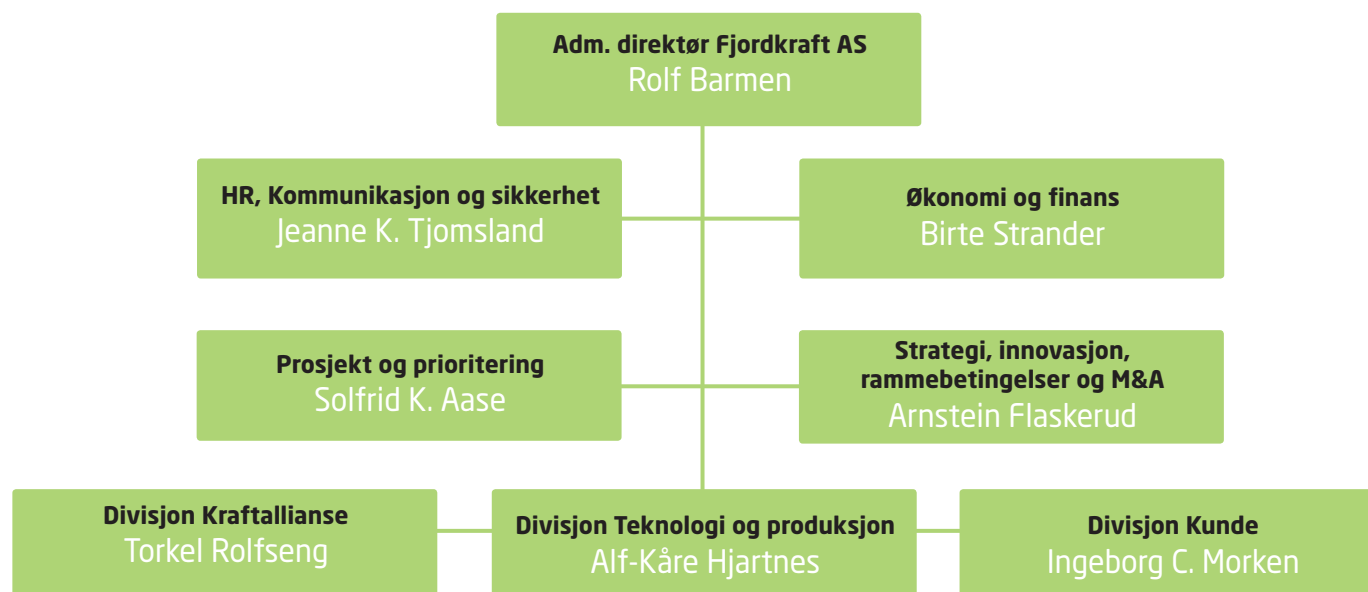 Adm. direktør Fjordkraft AS
Rolf Barmen
HR, Kommunikasjon og sikkerhet
Jeanne K. Tjomsland
Økonomi og finans
Birte Strander
Prosjekt og prioritering
Solfrid K. Aase
Strategi, innovasjon,
rammebetingelser og M&A
Arnstein Flaskerud
Divisjon Kraftallianse
Torkel Rolfseng
Divisjon Teknologi og produksjon
Alf-Kåre Hjartnes
Divisjon Kunde
Ingeborg C. Morken